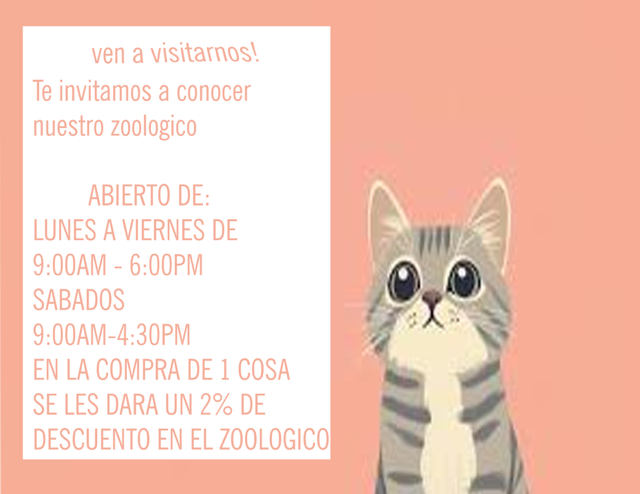 ven a visitarnos!
Te invitamos a conocer
nuestro zoologico
ABIERTO DE:
LUNES A VIERNES DE
9:00AM - 6:00PM
SABADOS
9:00AM-4:30PM
EN LA COMPRA DE 1 COSA
SE LES DARA UN 2% DE
DESCUENTO EN EL ZOOLOGICO